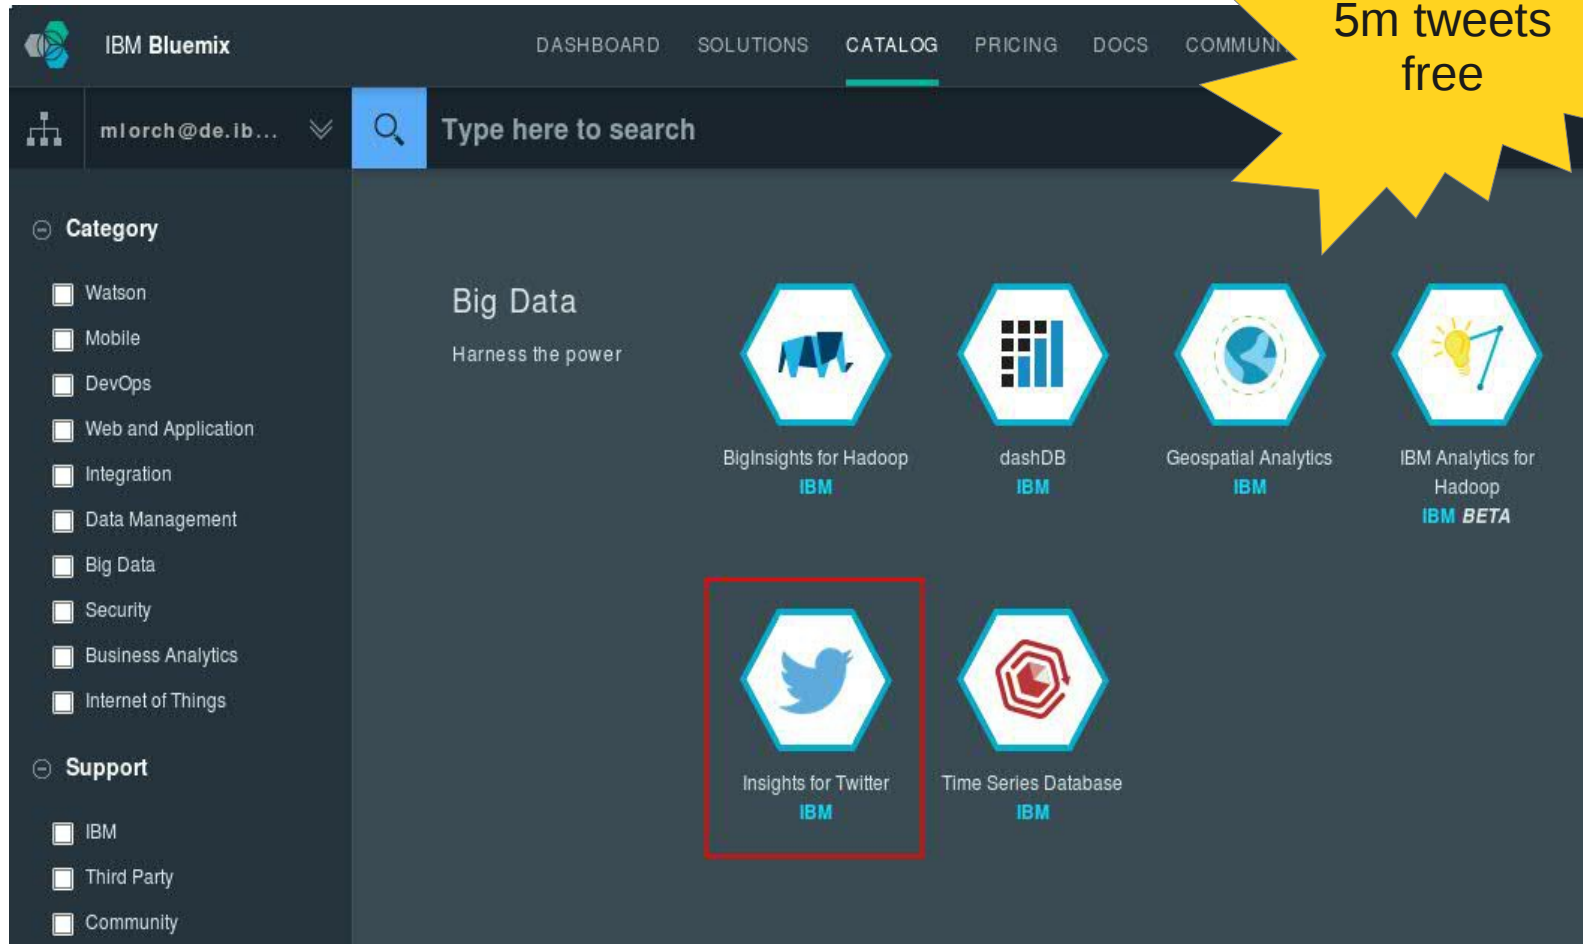 IBM Bluemix
DASHBOARD SOLUTIONS CATALOG PRICING DOCS
5m tweets
free
mlorch@de.ib...
Type here to search
Category
Watson
Mobile
DevOps
Web and Application
Integration
Data Management
Big Data
Security
Business Analytics
Internet of Things
Support
IBM
Third Party
Community
Big Data
Harness the power
BigInsights for Hadoop
IBM
dashDB
IBM
Geospatial Analytics
IBM
IBM Analytics for
Hadoop
IBM BETA
Insights for Twitter
IBM
Time Series Database
IBM